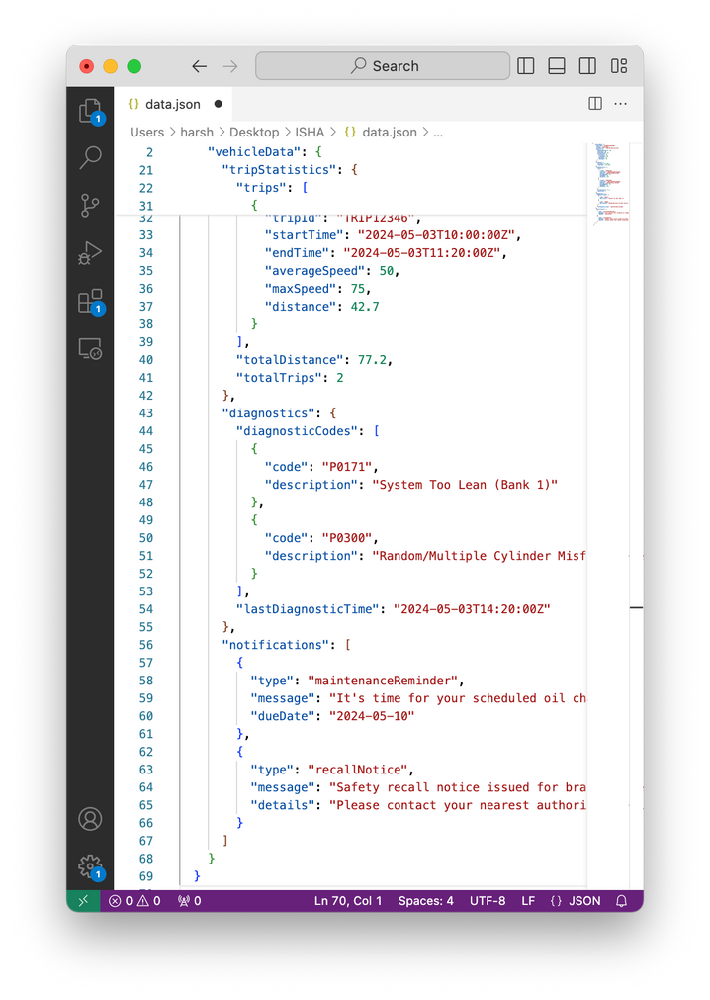 Search
{} data.json
Users > harsh > Desktop > ISHA > {} data.json > ...
2 "vehicleData": {
21 "tripStatistics": {
22 "trips": [
31 {
32 "tripId": "TRIP12346",
33 "startTime": "2024-05-03T10:00:00Z",
34 "endTime": "2024-05-03T11:20:00Z",
35 "averageSpeed": 50,
36 "maxSpeed": 75,
37 "distance": 42.7
38 }
39 ],
40 "totalDistance": 77.2,
41 "totalTrips": 2
42 },
43 "diagnostics": {
44 "diagnosticCodes": [
45 {
46 "code": "P0171",
47 "description": "System Too Lean (Bank 1)"
48 },
49 {
50 "code": "P0300",
51 "description": "Random/Multiple Cylinder Misf
52 }
53 ],
54 "lastDiagnosticTime": "2024-05-03T14:20:00Z"
55 },
56 "notifications": [
57 {
58 "type": "maintenanceReminder",
59 "message": "It's time for your scheduled oil ch
60 "dueDate": "2024-05-10"
61 },
62 {
63 "type": "recallNotice",
64 "message": "Safety recall notice issued for bra
65 "details": "Please contact your nearest authori
66 }
67 ]
68 }
69 }
1
1
1
0 0 0 Ln 70, Col 1 Spaces: 4 UTF-8 LF {} JSON